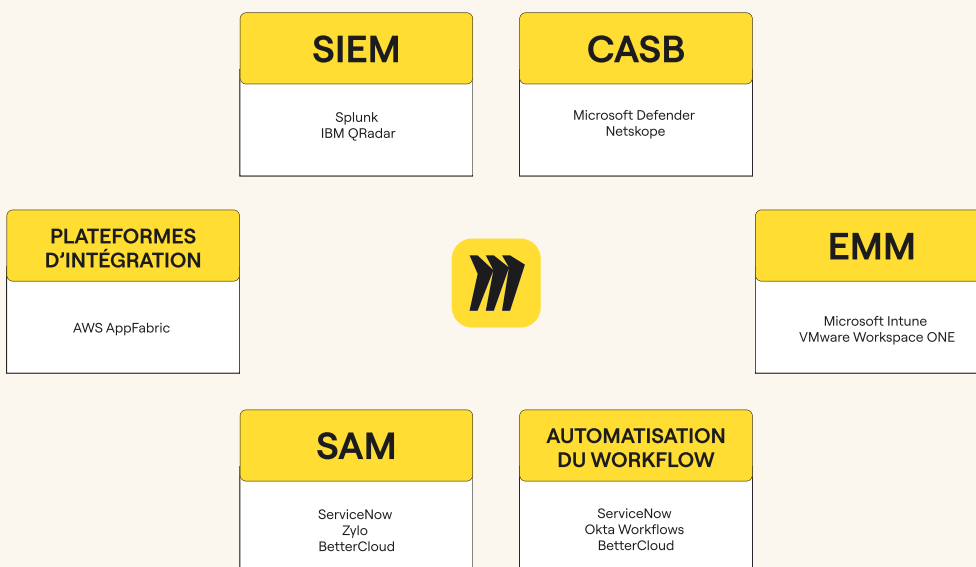 SIEM
Splunk
IBM QRadar
CASB
Microsoft Defender
Netskope
PLATEFORMES
D’INTÉGRATION
AWS AppFabric
EMM
Microsoft Intune
VMware Workspace ONE
SAM
ServiceNow
Zylo
BetterCloud
AUTOMATISATION
DU WORKFLOW
ServiceNow
Okta Workflows
BetterCloud